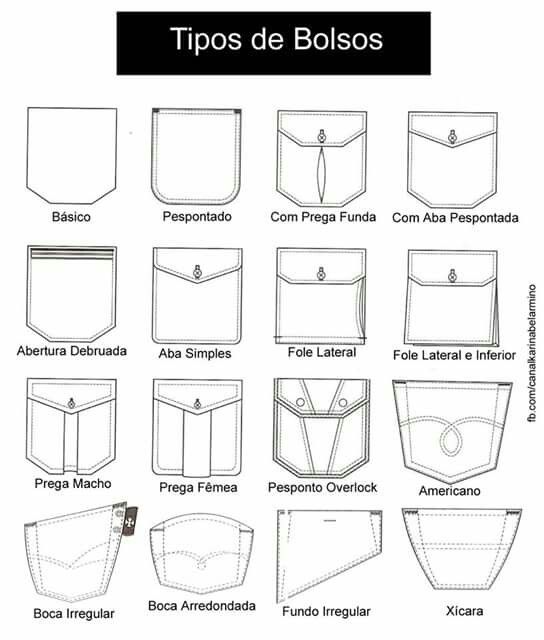 Tipos de Bolsos
Básico
Pespontado
Com Prega Funda
Com Aba Pespontada
Abertura Debruada
Aba Simples
Fole Lateral
Fole Lateral e Inferior
Prega Macho
Prega Fêmea
Pesponto Overlock
Americano
Boca Irregular
Boca Arredondada
Fundo Irregular
Xícara
fb.com/canalkarinabelarmino